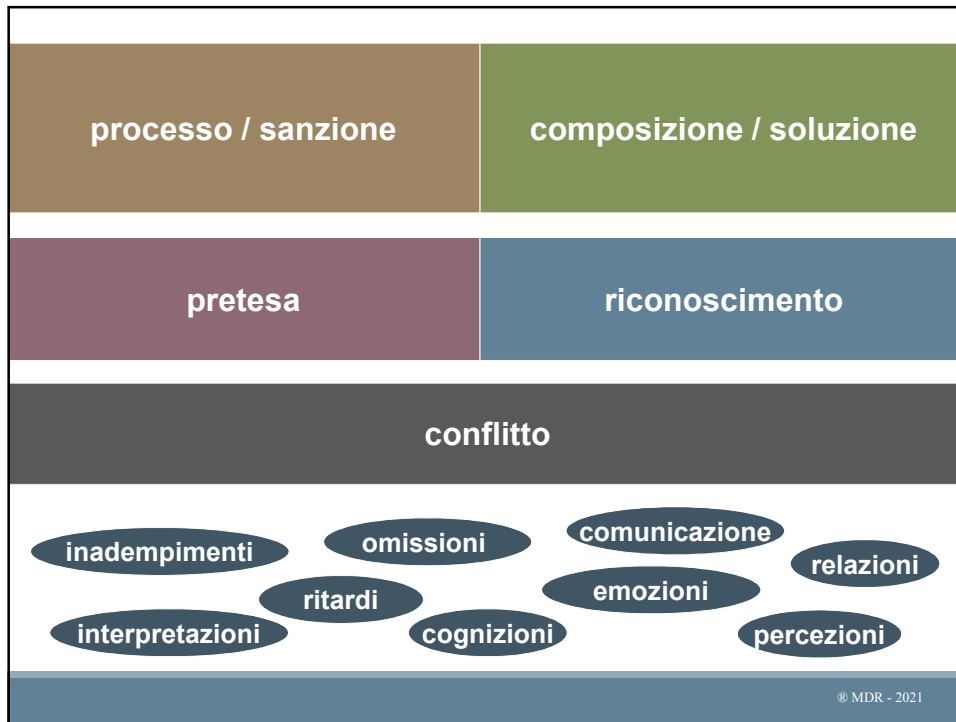 processo / sanzione
composizione / soluzione
pretesa
riconoscimento
conflitto
inadempimenti
omissioni
comunicazione
relazioni
ritardi
emozioni
interpretazioni
cognizioni
percezioni
® MDR - 2021